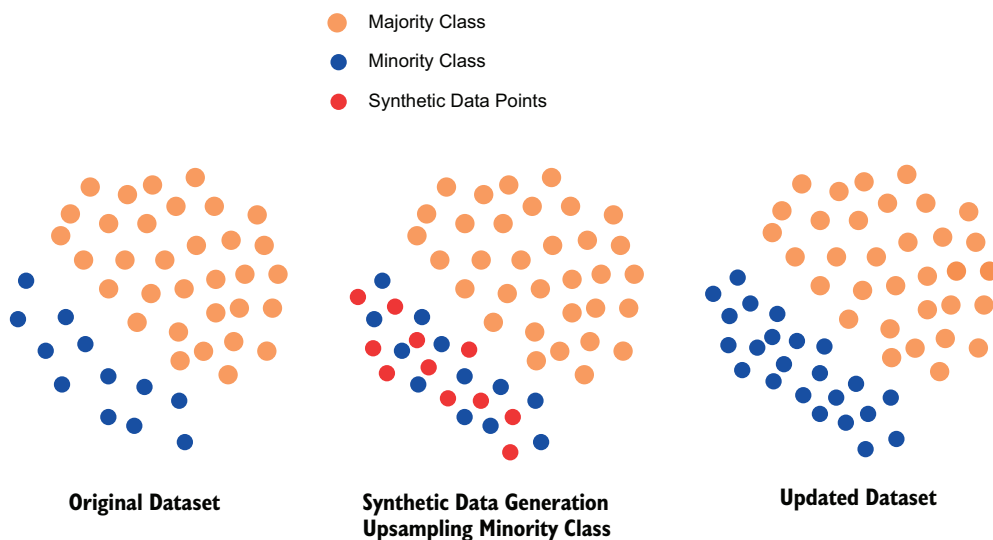 Majority Class
Minority Class
Synthetic Data Points
Original Dataset
Synthetic Data Generation
Upsampling Minority Class
Updated Dataset